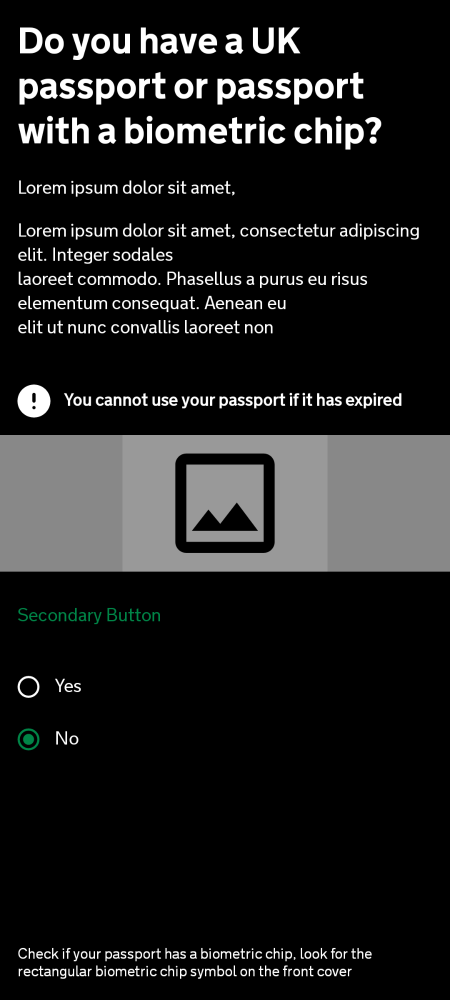 Do you have a UK
passport or passport
with a biometric chip?
Lorem ipsum dolor sit amet,
Lorem ipsum dolor sit amet, consectetur adipiscing
elit. Integer sodales
laoreet commodo. Phasellus a purus eu risus
elementum consequat. Aenean eu
elit ut nunc convallis laoreet non
You cannot use your passport if it has expired
Secondary Button
Yes
No
Check if your passport has a biometric chip, look for the
rectangular biometric chip symbol on the front cover